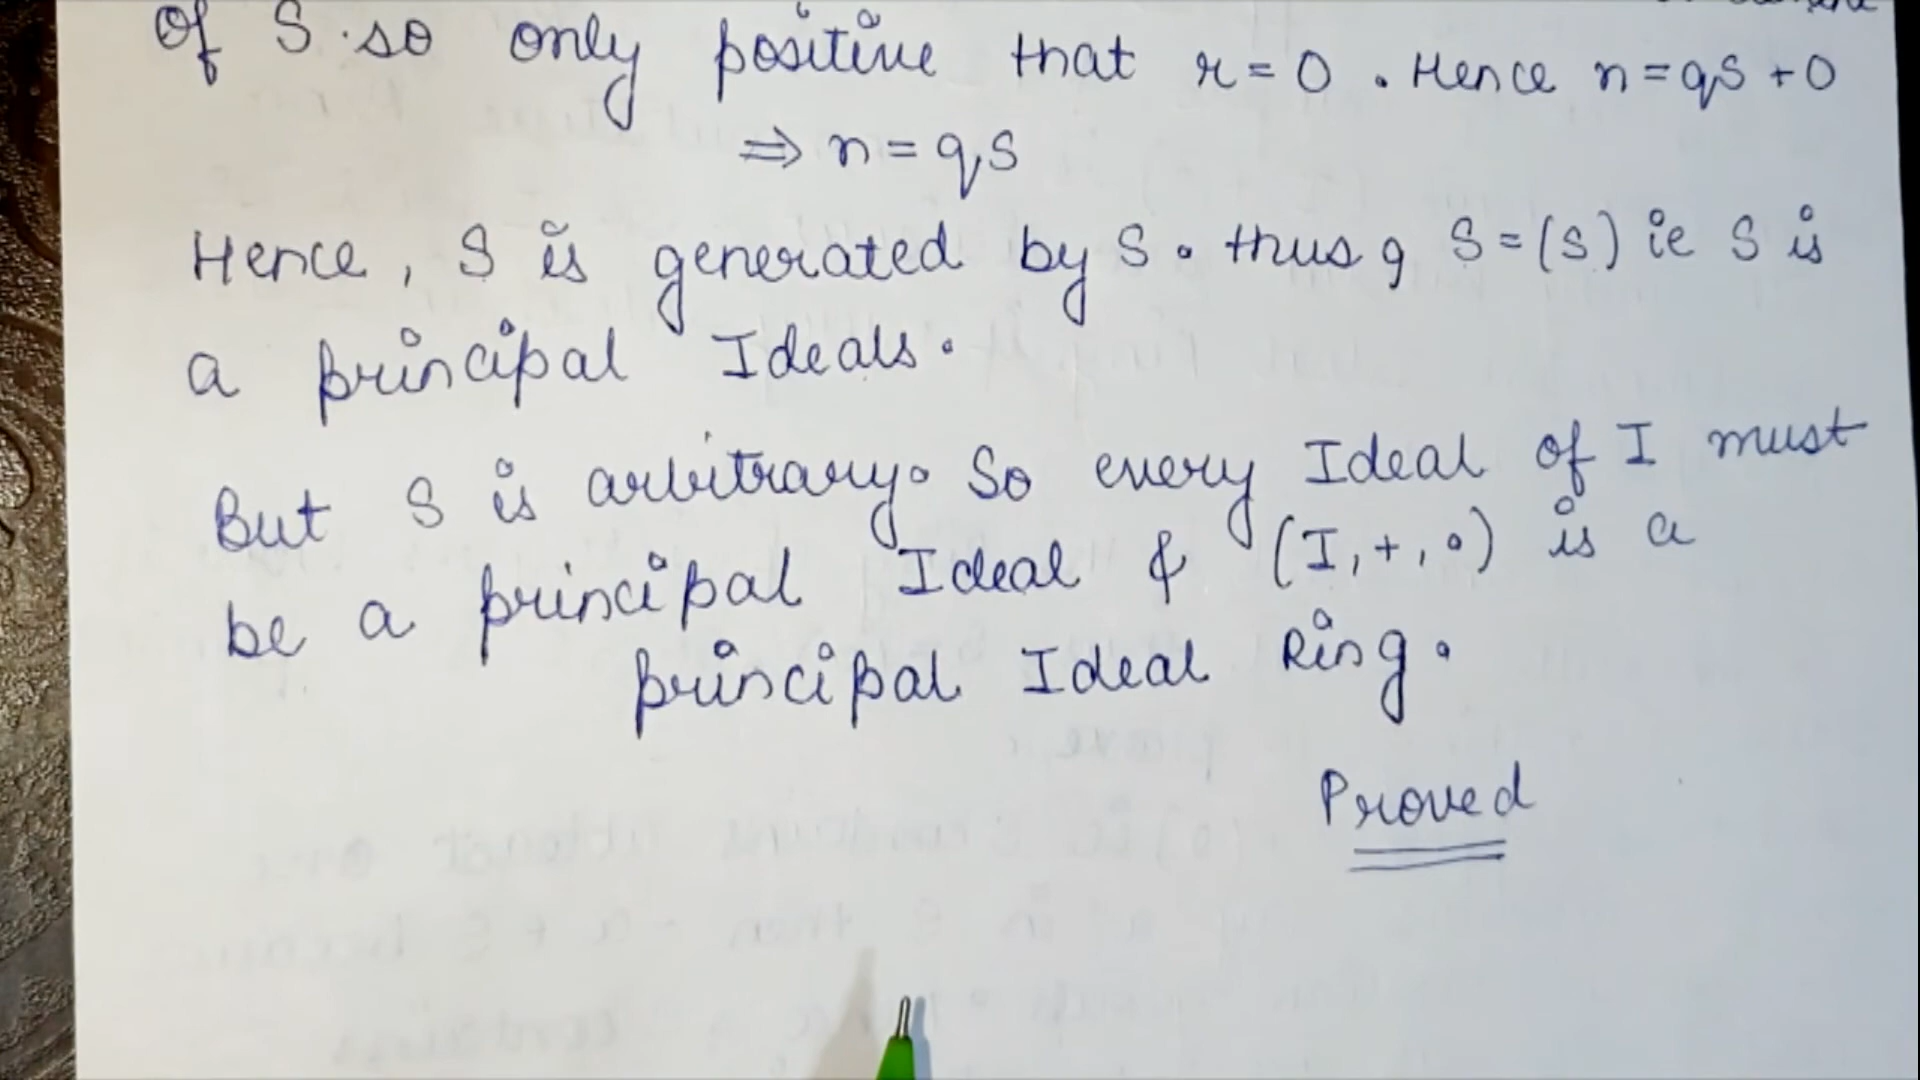 of S. so only positive that r = 0. Hence n = qs + 0
⇒ n = qs
Hence, S is generated by s. thus, S = (s) ie S is
a principal Ideals.
But S is arbitrary. So every Ideal of I must
be a principal Ideal & (I, +, ∘) is a
principal Ideal Ring.
Proved